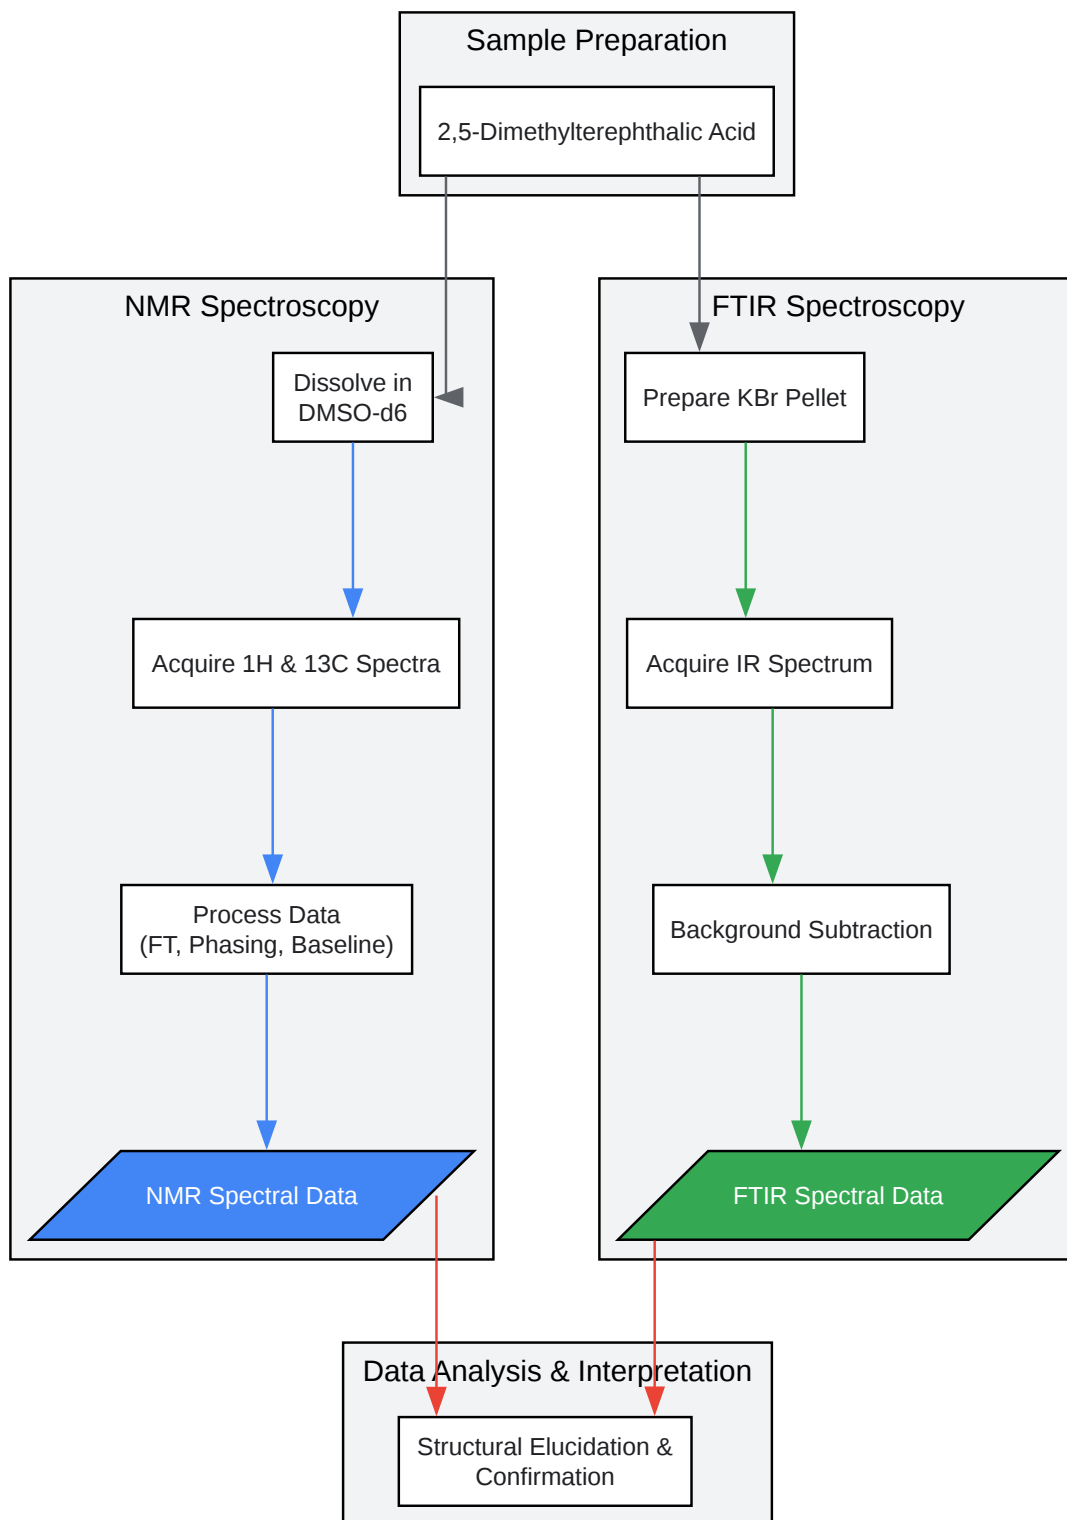 Sample Preparation
2,5-Dimethylterephthalic Acid
NMR Spectroscopy
Dissolve in
DMSO-d6
Acquire 1H & 13C Spectra
Process Data
(FT, Phasing, Baseline)
NMR Spectral Data
FTIR Spectroscopy
Prepare KBr Pellet
Acquire IR Spectrum
Background Subtraction
FTIR Spectral Data
Data Analysis & Interpretation
Structural Elucidation &
Confirmation